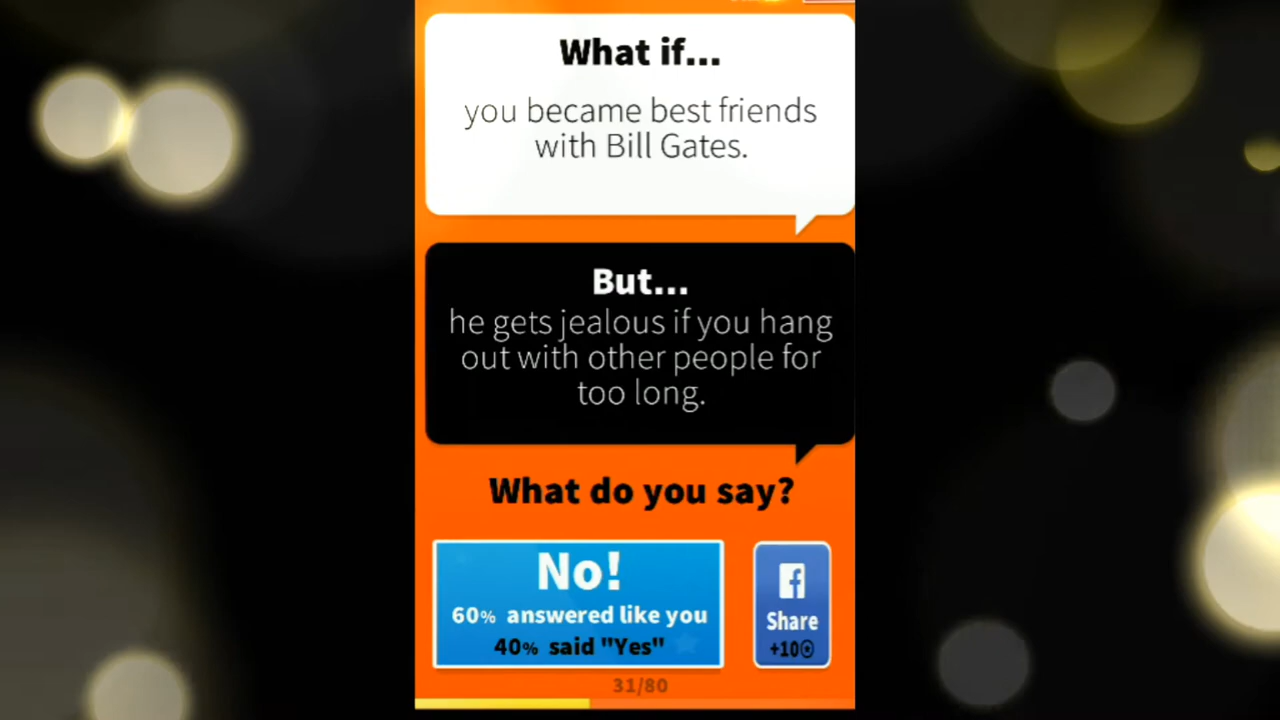 What if...
you became best friends
with Bill Gates.
But...
he gets jealous if you hang
out with other people for
too long.
What do you say?
No!
60% answered like you
40% said "Yes"
Share
+10
31/80